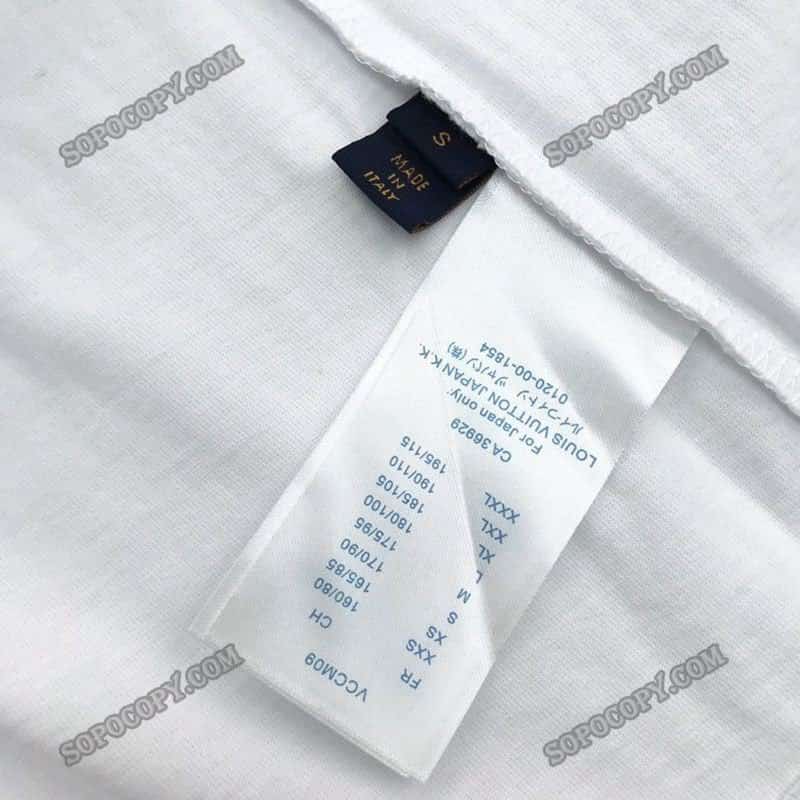 SOPOCOPY.COM
SOPOCOPY.COM
S
MADE
IN
ITALY
VCCM09
FR CH
XXS 160/80
XS 165/85
S 170/90
M 175/95
L 180/100
XL 185/105
XXL 190/110
XXXL 195/115
CA 36929
For Japan only:
LOUIS VUITTON JAPAN K.K.
ルイ ヴィトン ジャパン (株)
0120-00-1854
SOPOCOPY.COM
SOPOCOPY.COM